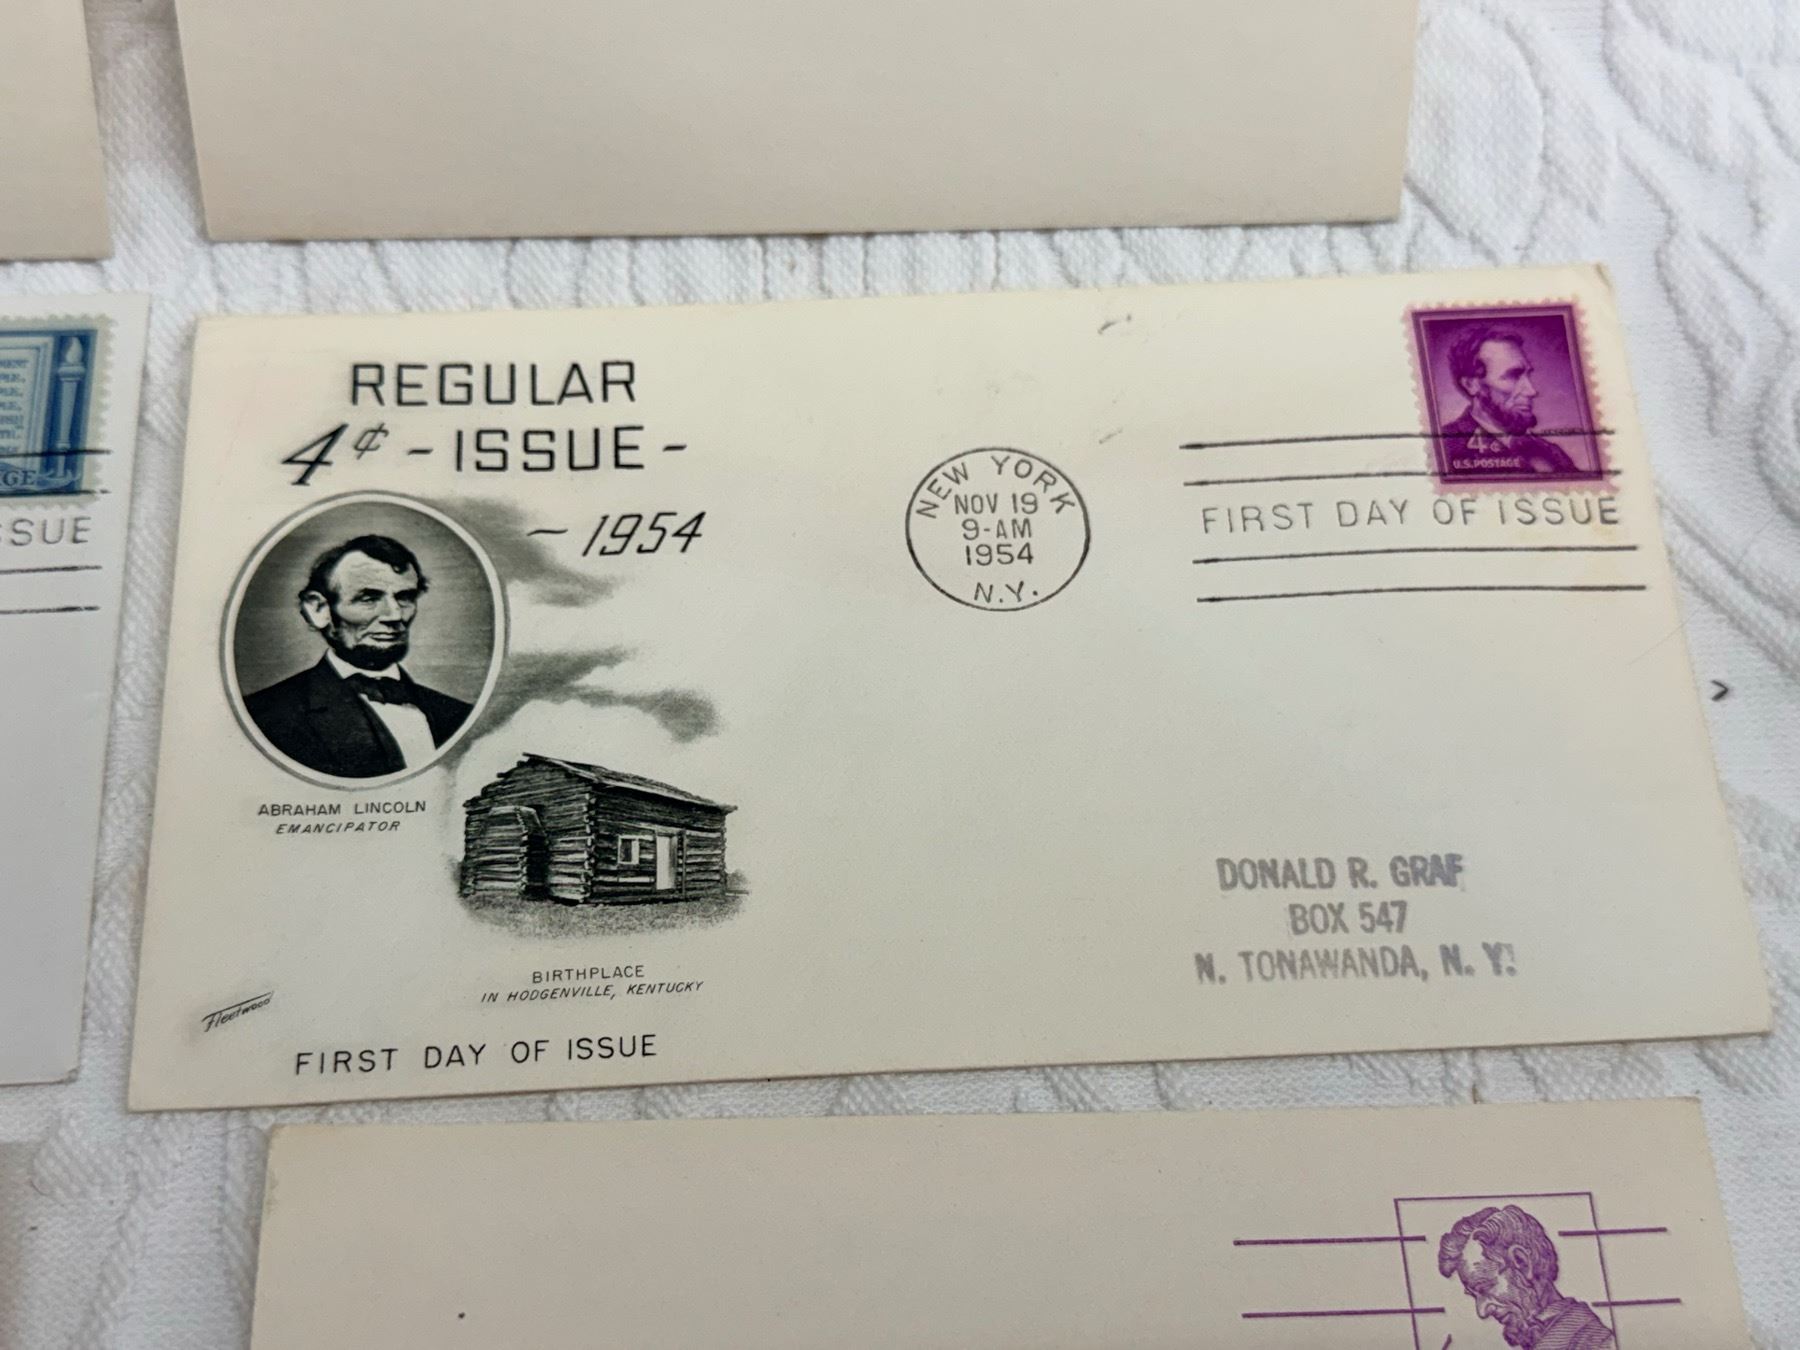 REGULAR
4¢ - ISSUE -
~ 1954
ABRAHAM LINCOLN
EMANCIPATOR
BIRTHPLACE
IN HODGENVILLE, KENTUCKY
Fleetwood
FIRST DAY OF ISSUE
NEW YORK
NOV 19
9-AM
1954
N.Y.
4¢
U.S. POSTAGE
FIRST DAY OF ISSUE
DONALD R. GRAF
BOX 547
N. TONAWANDA, N. Y.
SSUE